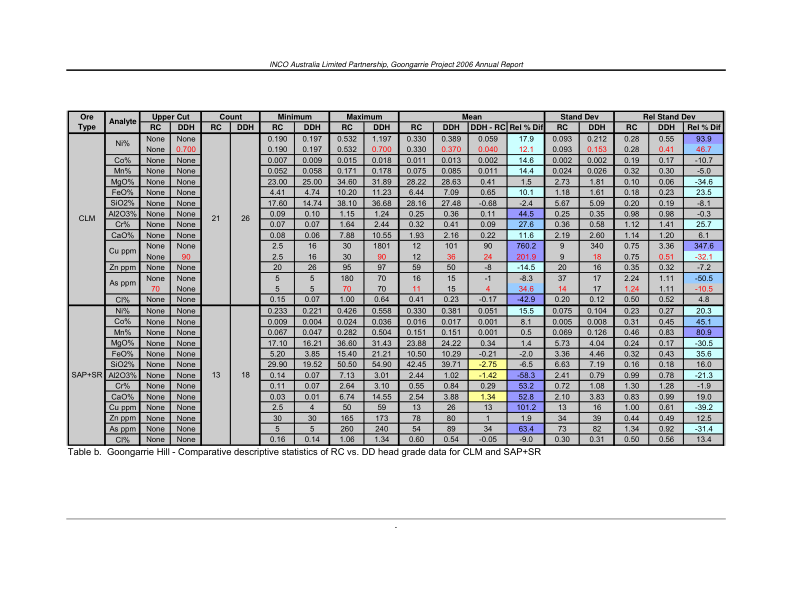 INCO Australia Limited Partnership, Goongarrie Project 2006 Annual Report
Ore Type Analyte Upper Cut Count Minimum Maximum Mean Stand Dev Rel Stand Dev
RC DDH RC DDH RC DDH RC DDH RC DDH DDH - RC Rel % Dif RC DDH RC DDH Rel % Dif
CLM 21 26
Ni% None None 0.190 0.197 0.532 1.197 0.330 0.389 0.059 17.9 0.093 0.212 0.28 0.55 93.9
None 0.700 0.190 0.197 0.532 0.700 0.330 0.370 0.040 12.1 0.093 0.153 0.28 0.41 46.7
Co% None None 0.007 0.009 0.015 0.018 0.011 0.013 0.002 14.6 0.002 0.002 0.19 0.17 -10.7
Mn% None None 0.052 0.058 0.171 0.178 0.075 0.085 0.011 14.4 0.024 0.026 0.32 0.30 -5.0
MgO% None None 23.00 25.00 34.60 31.89 28.22 28.63 0.41 1.5 2.73 1.81 0.10 0.06 -34.6
FeO% None None 4.41 4.74 10.20 11.23 6.44 7.09 0.65 10.1 1.18 1.61 0.18 0.23 23.5
SiO2% None None 17.60 14.74 38.10 36.68 28.16 27.48 -0.68 -2.4 5.67 5.09 0.20 0.19 -8.1
Al2O3% None None 0.09 0.10 1.15 1.24 0.25 0.36 0.11 44.5 0.25 0.35 0.98 0.98 -0.3
Cr% None None 0.07 0.07 1.64 2.44 0.32 0.41 0.09 27.6 0.36 0.58 1.12 1.41 25.7
CaO% None None 0.08 0.06 7.88 10.55 1.93 2.16 0.22 11.6 2.19 2.60 1.14 1.20 6.1
Cu ppm None None 2.5 16 30 1801 12 101 90 760.2 9 340 0.75 3.36 347.6
None 90 2.5 16 30 90 12 36 24 201.9 9 18 0.75 0.51 -32.1
Zn ppm None None 20 26 95 97 59 50 -8 -14.5 20 16 0.35 0.32 -7.2
As ppm None None 5 5 180 70 16 15 -1 -8.3 37 17 2.24 1.11 -50.5
70 None 5 5 70 70 11 15 4 34.6 14 17 1.24 1.11 -10.5
Cl% None None 0.15 0.07 1.00 0.64 0.41 0.23 -0.17 -42.9 0.20 0.12 0.50 0.52 4.8
SAP+SR 13 18
Ni% None None 0.233 0.221 0.426 0.558 0.330 0.381 0.051 15.5 0.075 0.104 0.23 0.27 20.3
Co% None None 0.009 0.004 0.024 0.036 0.016 0.017 0.001 8.1 0.005 0.008 0.31 0.45 45.1
Mn% None None 0.067 0.047 0.282 0.504 0.151 0.151 0.001 0.5 0.069 0.126 0.46 0.83 80.9
MgO% None None 17.10 16.21 36.60 31.43 23.88 24.22 0.34 1.4 5.73 4.04 0.24 0.17 -30.5
FeO% None None 5.20 3.85 15.40 21.21 10.50 10.29 -0.21 -2.0 3.36 4.46 0.32 0.43 35.6
SiO2% None None 29.90 19.52 50.50 54.90 42.45 39.71 -2.75 -6.5 6.63 7.19 0.16 0.18 16.0
Al2O3% None None 0.14 0.07 7.13 3.01 2.44 1.02 -1.42 -58.3 2.41 0.79 0.99 0.78 -21.3
Cr% None None 0.11 0.07 2.64 3.10 0.55 0.84 0.29 53.2 0.72 1.08 1.30 1.28 -1.9
CaO% None None 0.03 0.01 6.74 14.55 2.54 3.88 1.34 52.8 2.10 3.83 0.83 0.99 19.0
Cu ppm None None 2.5 4 50 59 13 26 13 101.2 13 16 1.00 0.61 -39.2
Zn ppm None None 30 30 165 173 78 80 1 1.9 34 39 0.44 0.49 12.5
As ppm None None 5 5 260 240 54 89 34 63.4 73 82 1.34 0.92 -31.4
Cl% None None 0.16 0.14 1.06 1.34 0.60 0.54 -0.05 -9.0 0.30 0.31 0.50 0.56 13.4
Table b. Goongarrie Hill - Comparative descriptive statistics of RC vs. DD head grade data for CLM and SAP+SR